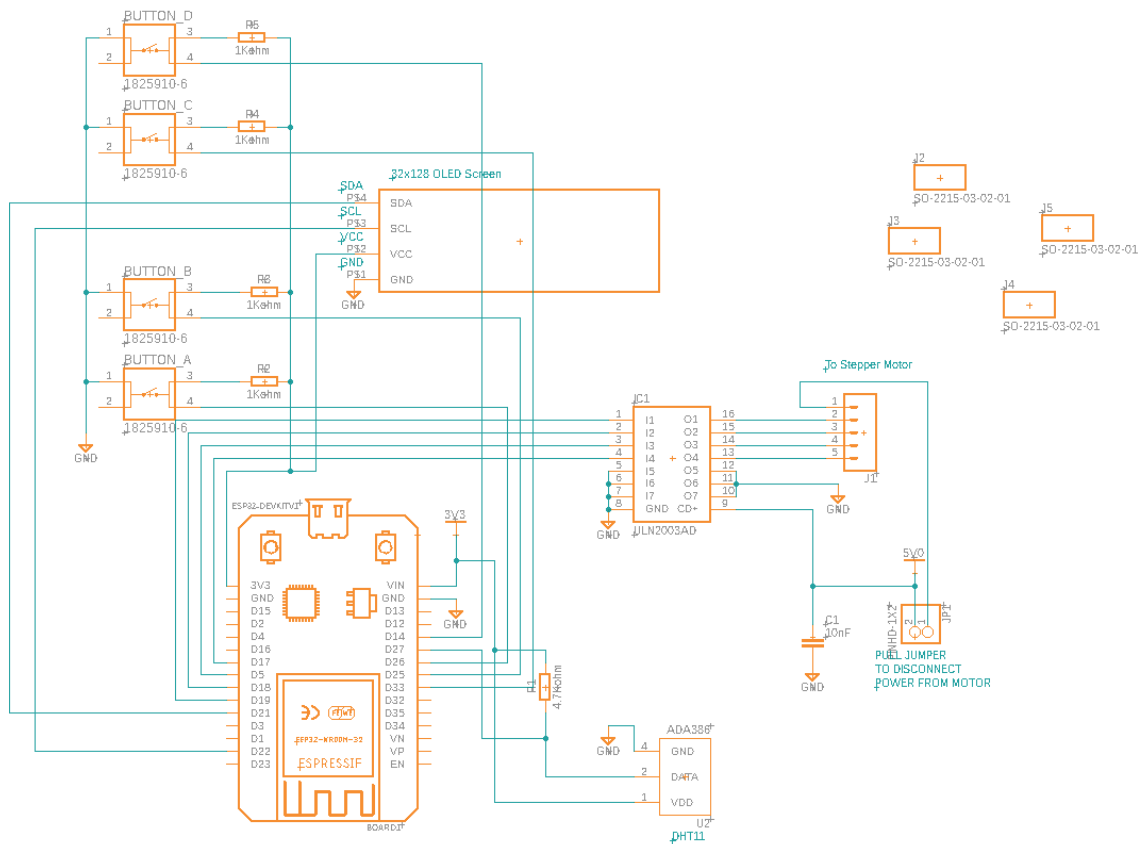 BUTTON_D
1
2
3
4
1825910-6
R5
1Kohm
BUTTON_C
1
2
3
4
1825910-6
R4
1Kohm
32x128 OLED Screen
SDA
P$4
SCL
P$3
VCC
P$2
GND
P$1
SDA
SCL
VCC
GND
GND
BUTTON_B
1
2
3
4
1825910-6
R3
1Kohm
BUTTON_A
1
2
3
4
1825910-6
R2
1Kohm
GND
J2
SO-2215-03-02-01
J3
SO-2215-03-02-01
J5
SO-2215-03-02-01
J4
SO-2215-03-02-01
To Stepper Motor
1
2
3
4
5
J1
IC1
1 I1 O1 16
2 I2 O2 15
3 I3 O3 14
4 I4 O4 13
5 I5 O5 12
6 I6 O6 11
7 I7 O7 10
8 GND CD+ 9
ULN2003AD
GND
GND
ESP32-DEVKITV1
3V3
3V3 VIN
GND GND
D15 D13
D2 D12
D4 D14
D16 D27
D17 D26
D5 D25
D18 D33
D19 D32
D21 D35
D3 D34
D1 VN
D22 VP
D23 EN
ESP32-WROOM-32
ESPRESSIF
BOARD1
GND
R1
4.7Kohm
5V0
C1
10nF
GND
2
1
JP1
PULL JUMPER
TO DISCONNECT
POWER FROM MOTOR
ADA386
GND
4 GND
2 DATA
1 VDD
U2
DHT11